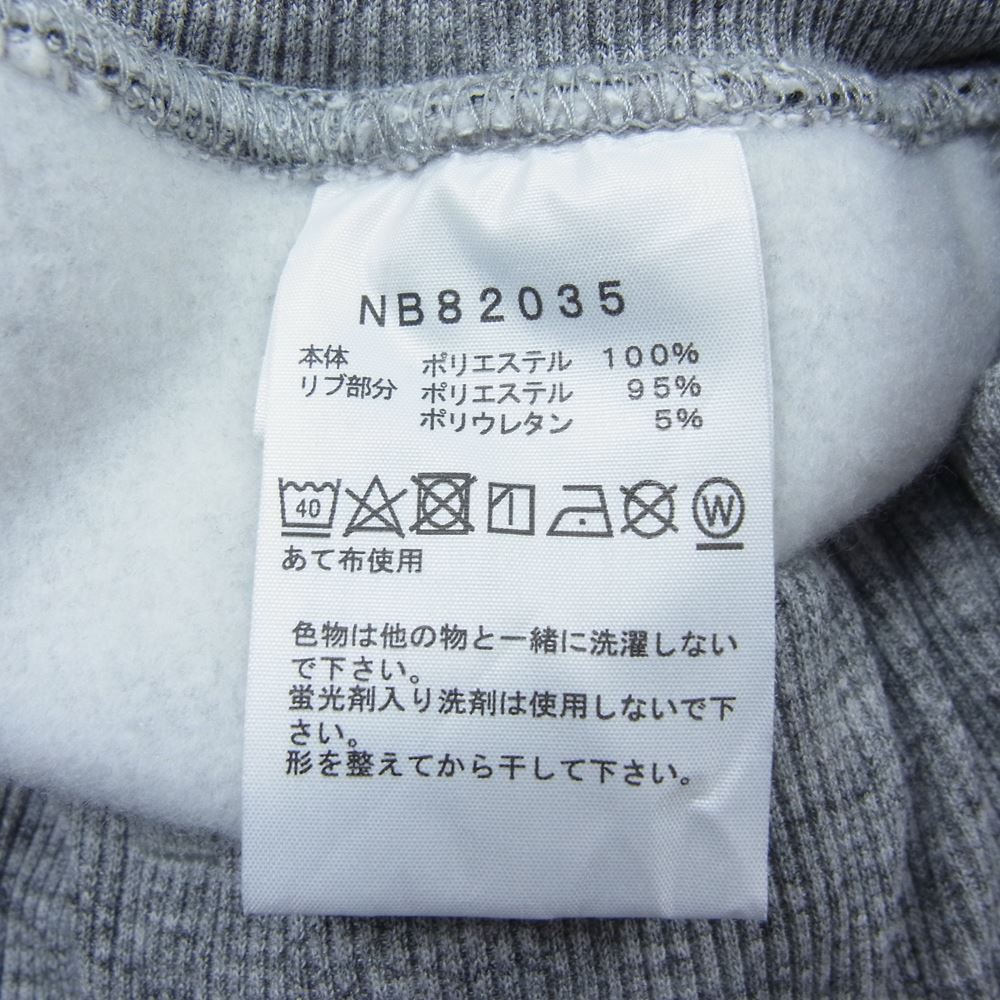 NB82035
本体 ポリエステル 100%
リブ部分 ポリエステル 95%
ポリウレタン 5%
40 W
あて布使用
色物は他の物と一緒に洗濯しない
で下さい。
蛍光剤入り洗剤は使用しないで下
さい。
形を整えてから干して下さい。